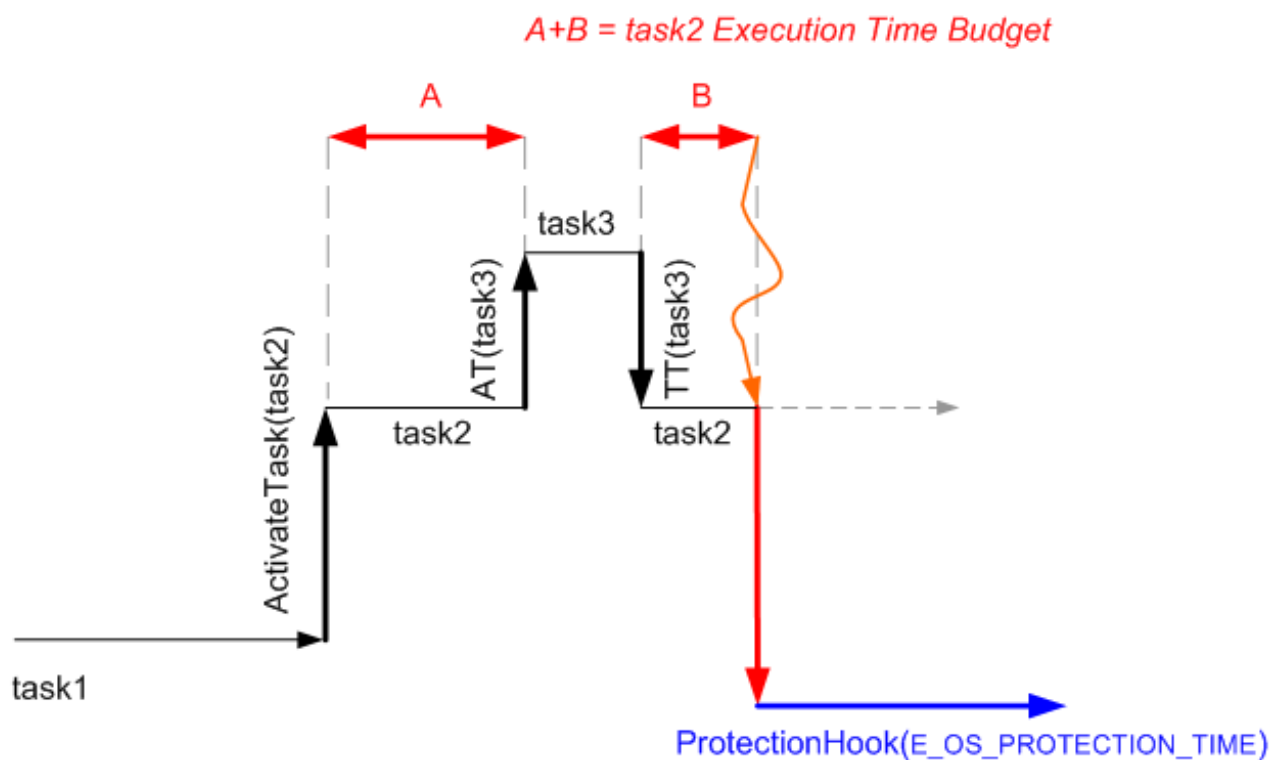 A+B = task2 Execution Time Budget
A
B
task3
ActivateTask(task2)
AT(task3)
TT(task3)
task2
task2
task1
ProtectionHook(E_OS_PROTECTION_TIME)